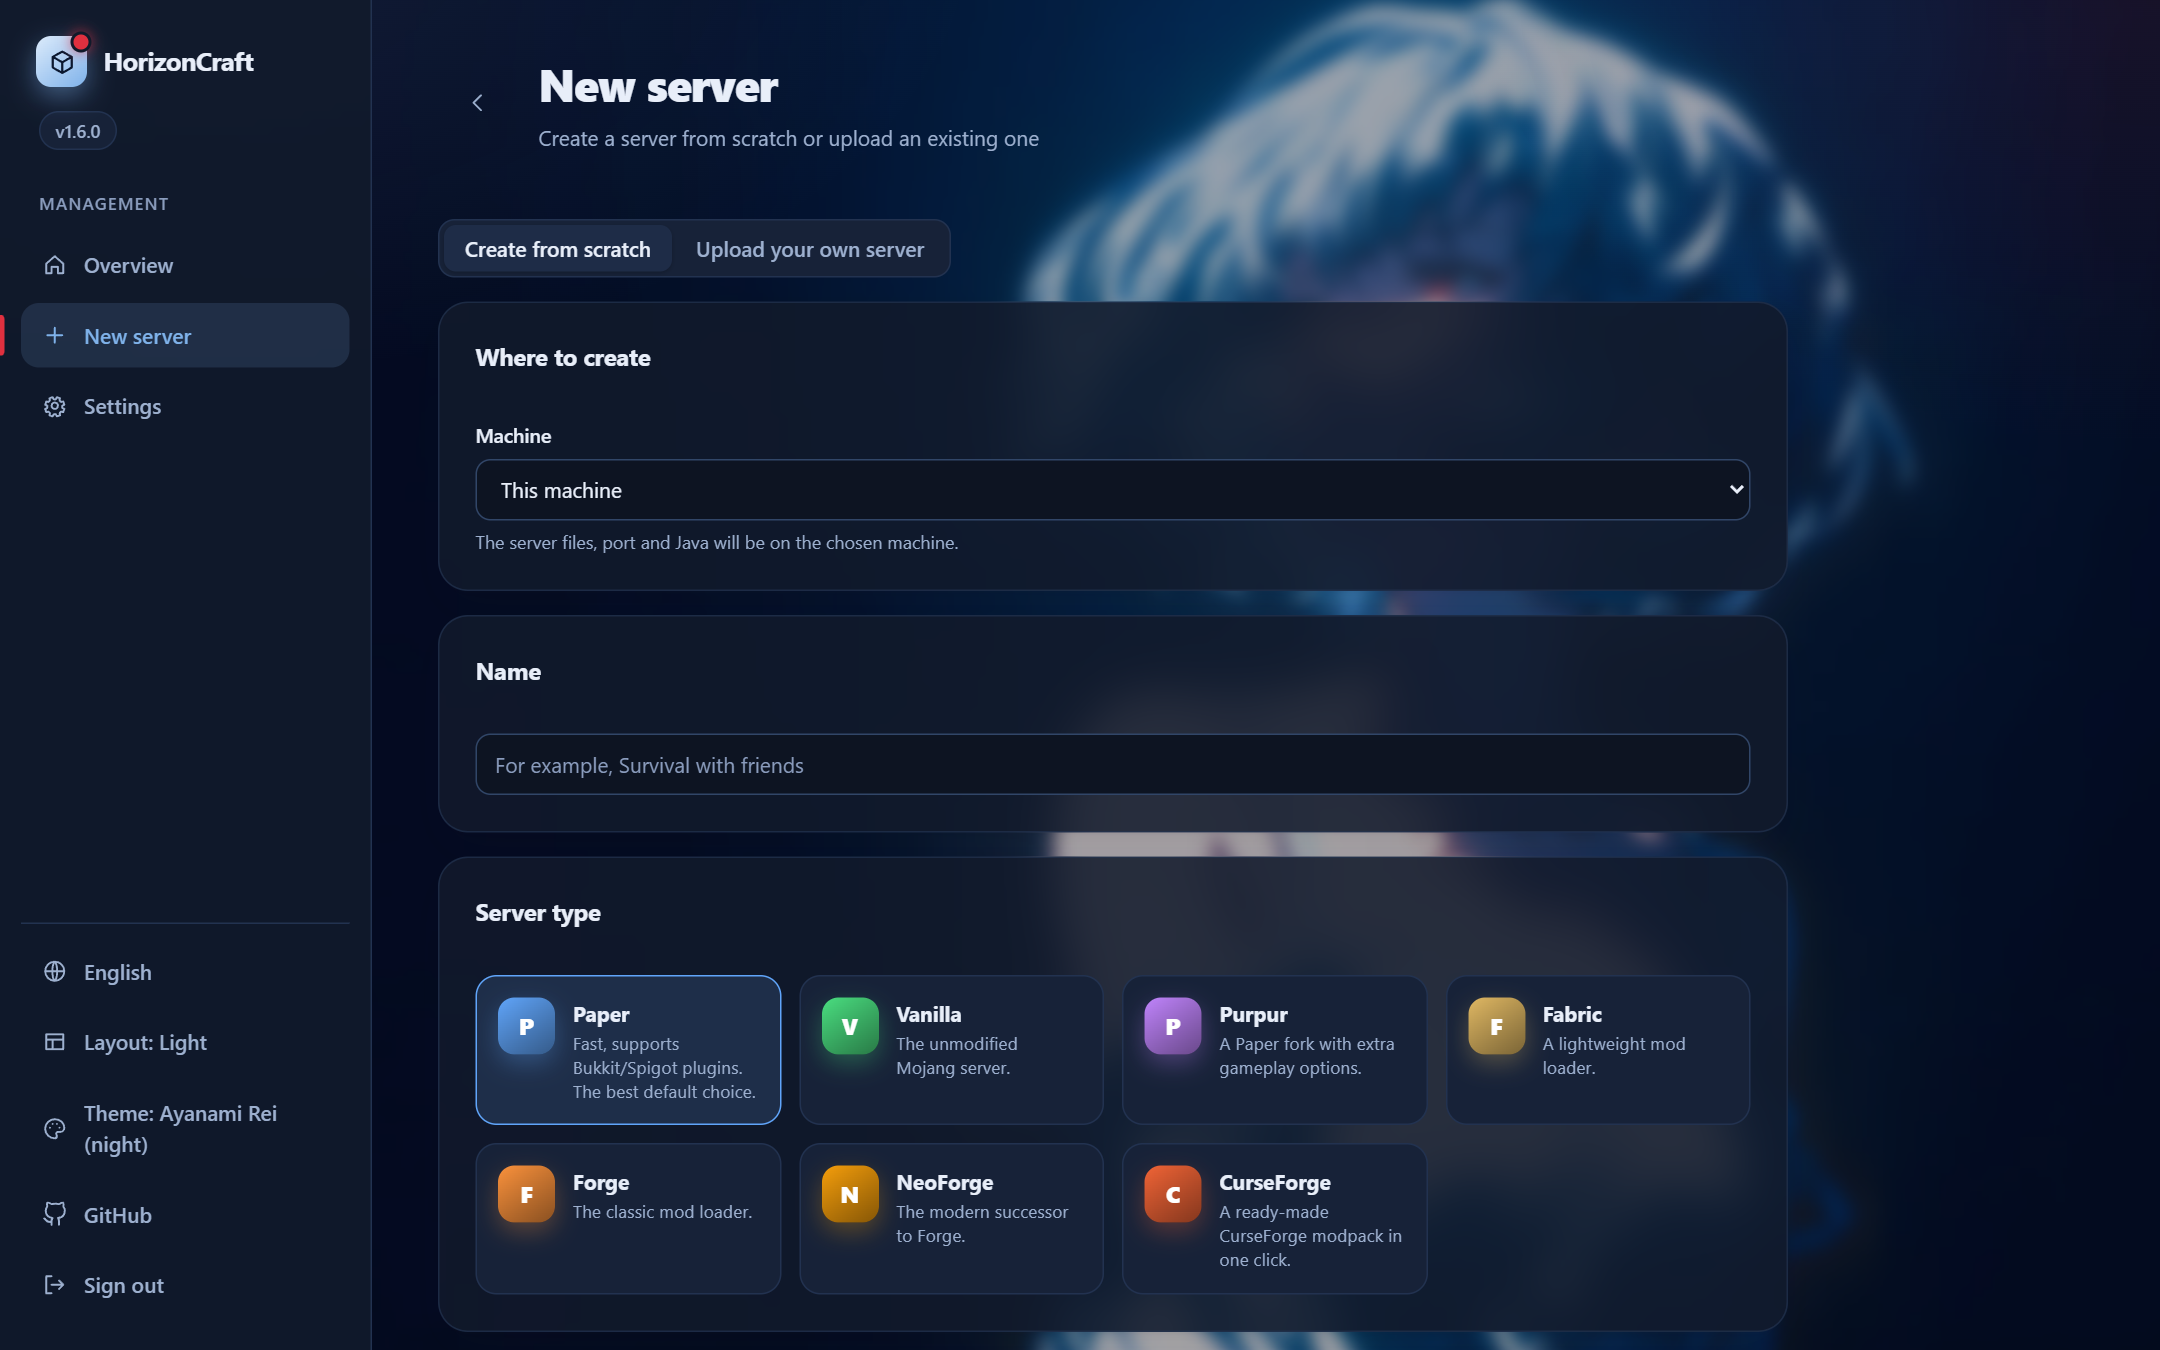 HorizonCraft
v1.6.0
MANAGEMENT
Overview
New server
Settings
English
Layout: Light
Theme: Ayanami Rei
(night)
GitHub
Sign out
New server
Create a server from scratch or upload an existing one
Create from scratch
Upload your own server
Where to create
Machine
This machine
The server files, port and Java will be on the chosen machine.
Name
For example, Survival with friends
Server type
P
Paper
Fast, supports
Bukkit/Spigot plugins.
The best default choice.
V
Vanilla
The unmodified
Mojang server.
P
Purpur
A Paper fork with extra
gameplay options.
F
Fabric
A lightweight mod
loader.
F
Forge
The classic mod loader.
N
NeoForge
The modern successor
to Forge.
C
CurseForge
A ready-made
CurseForge modpack in
one click.